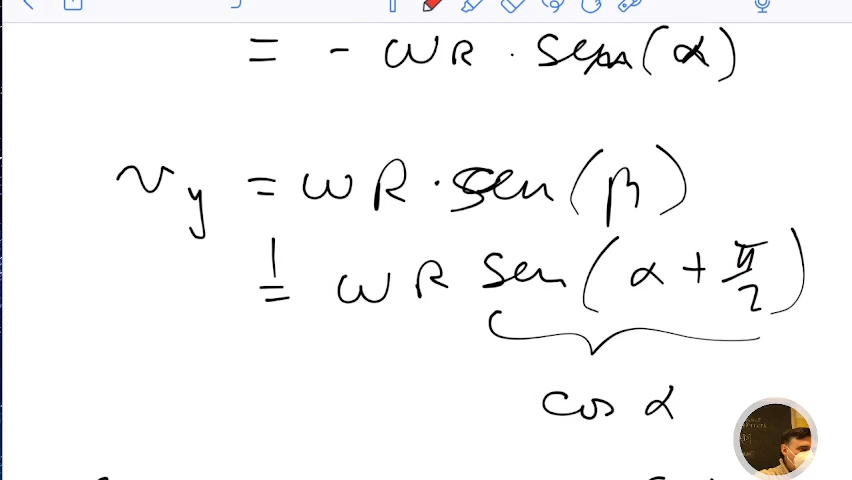 = - ωR · sen(α)
v_y = ωR · sen(β)
= ωR sen(α + π/2)
cos α